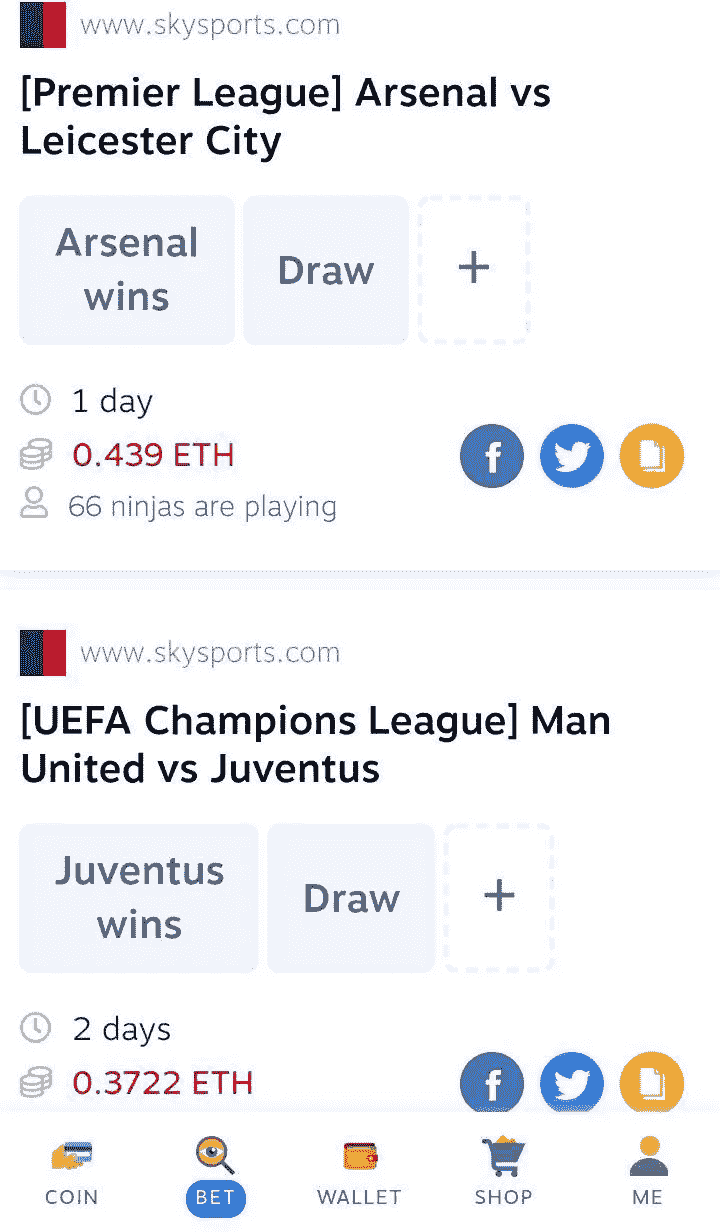 www.skysports.com
[Premier League] Arsenal vs
Leicester City
Arsenal
wins
Draw
+
1 day
0.439 ETH
66 ninjas are playing
www.skysports.com
[UEFA Champions League] Man
United vs Juventus
Juventus
wins
Draw
+
2 days
0.3722 ETH
COIN
BET
WALLET
SHOP
ME